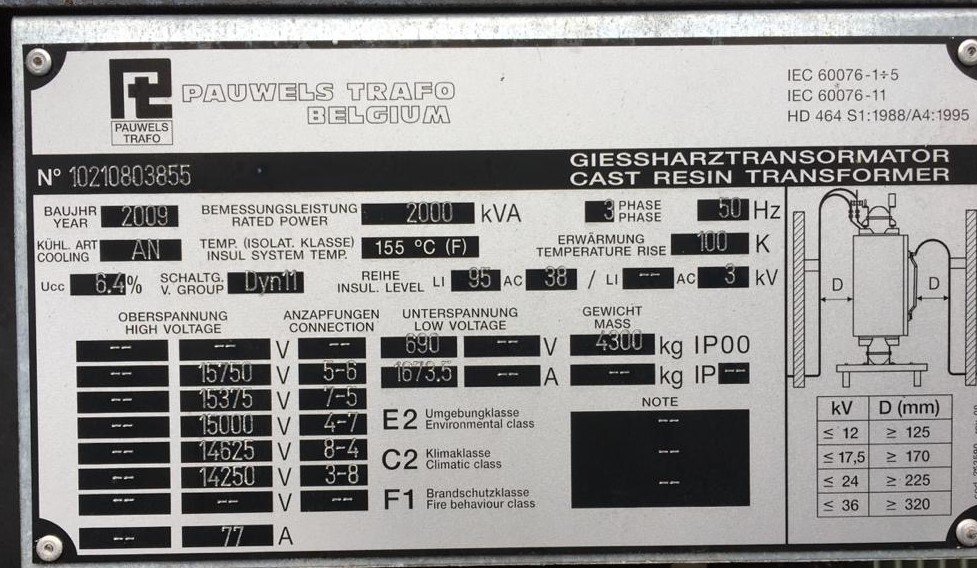 PAUWELS TRAFO
PAUWELS TRAFO
BELGIUM
IEC 60076-1÷5
IEC 60076-11
HD 464 S1:1988/A4:1995
N° 10210803855
GIESSHARZTRANSORMATOR
CAST RESIN TRANSFORMER
BAUJHR
YEAR
2009
BEMESSUNGSLEISTUNG
RATED POWER
2000 kVA
3 PHASE
PHASE
50 Hz
KÜHL. ART
COOLING
AN
TEMP. (ISOLAT. KLASSE)
INSUL SYSTEM TEMP.
155 °C (F)
ERWÄRMUNG
TEMPERATURE RISE
100 K
Ucc 6.4%
SCHALTG.
V. GROUP
Dyn11
REIHE
INSUL. LEVEL
LI 95 AC 38 / LI -- AC 3 kV
OBERSPANNUNG
HIGH VOLTAGE
ANZAPFUNGEN
CONNECTION
-- -- V --
-- 15750 V 5-6
-- 15375 V 7-5
-- 15000 V 4-7
-- 14625 V 8-4
-- 14250 V 3-8
-- -- V --
-- 77 A
UNTERSPANNUNG
LOW VOLTAGE
690 -- V
1673.5 -- A
GEWICHT
MASS
4300 kg IP00
-- kg IP--
E2 Umgebungklasse
Environmental class
C2 Klimaklasse
Climatic class
F1 Brandschutzklasse
Fire behaviour class
NOTE
--
--
--
D D
kV D (mm)
≤ 12 ≥ 125
≤ 17,5 ≥ 170
≤ 24 ≥ 225
≤ 36 ≥ 320